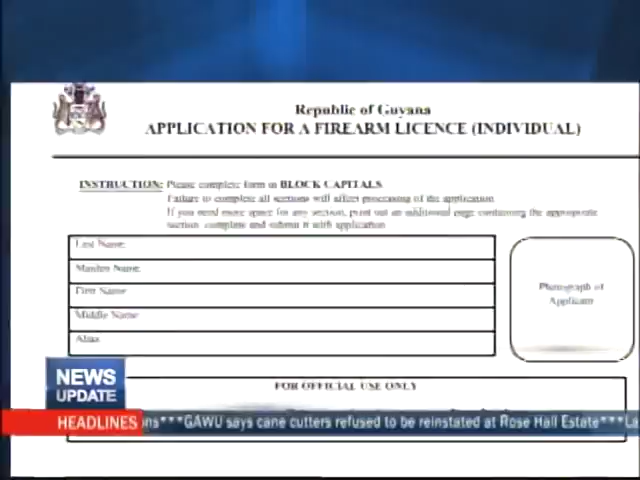 Republic of Guyana
APPLICATION FOR A FIREARM LICENCE (INDIVIDUAL)
INSTRUCTION: Please complete form in BLOCK CAPITALS
Failure to complete all sections will affect processing of the application
If you need more space for any section, print out an additional page containing the appropriate
section, complete and submit it with application
Last Name
Maiden Name
First Name
Middle Name
Alias
Photograph of
Applicant
FOR OFFICIAL USE ONLY
NEWS
UPDATE
HEADLINES
ns***GAWU says cane cutters refused to be reinstated at Rose Hall Estate***La